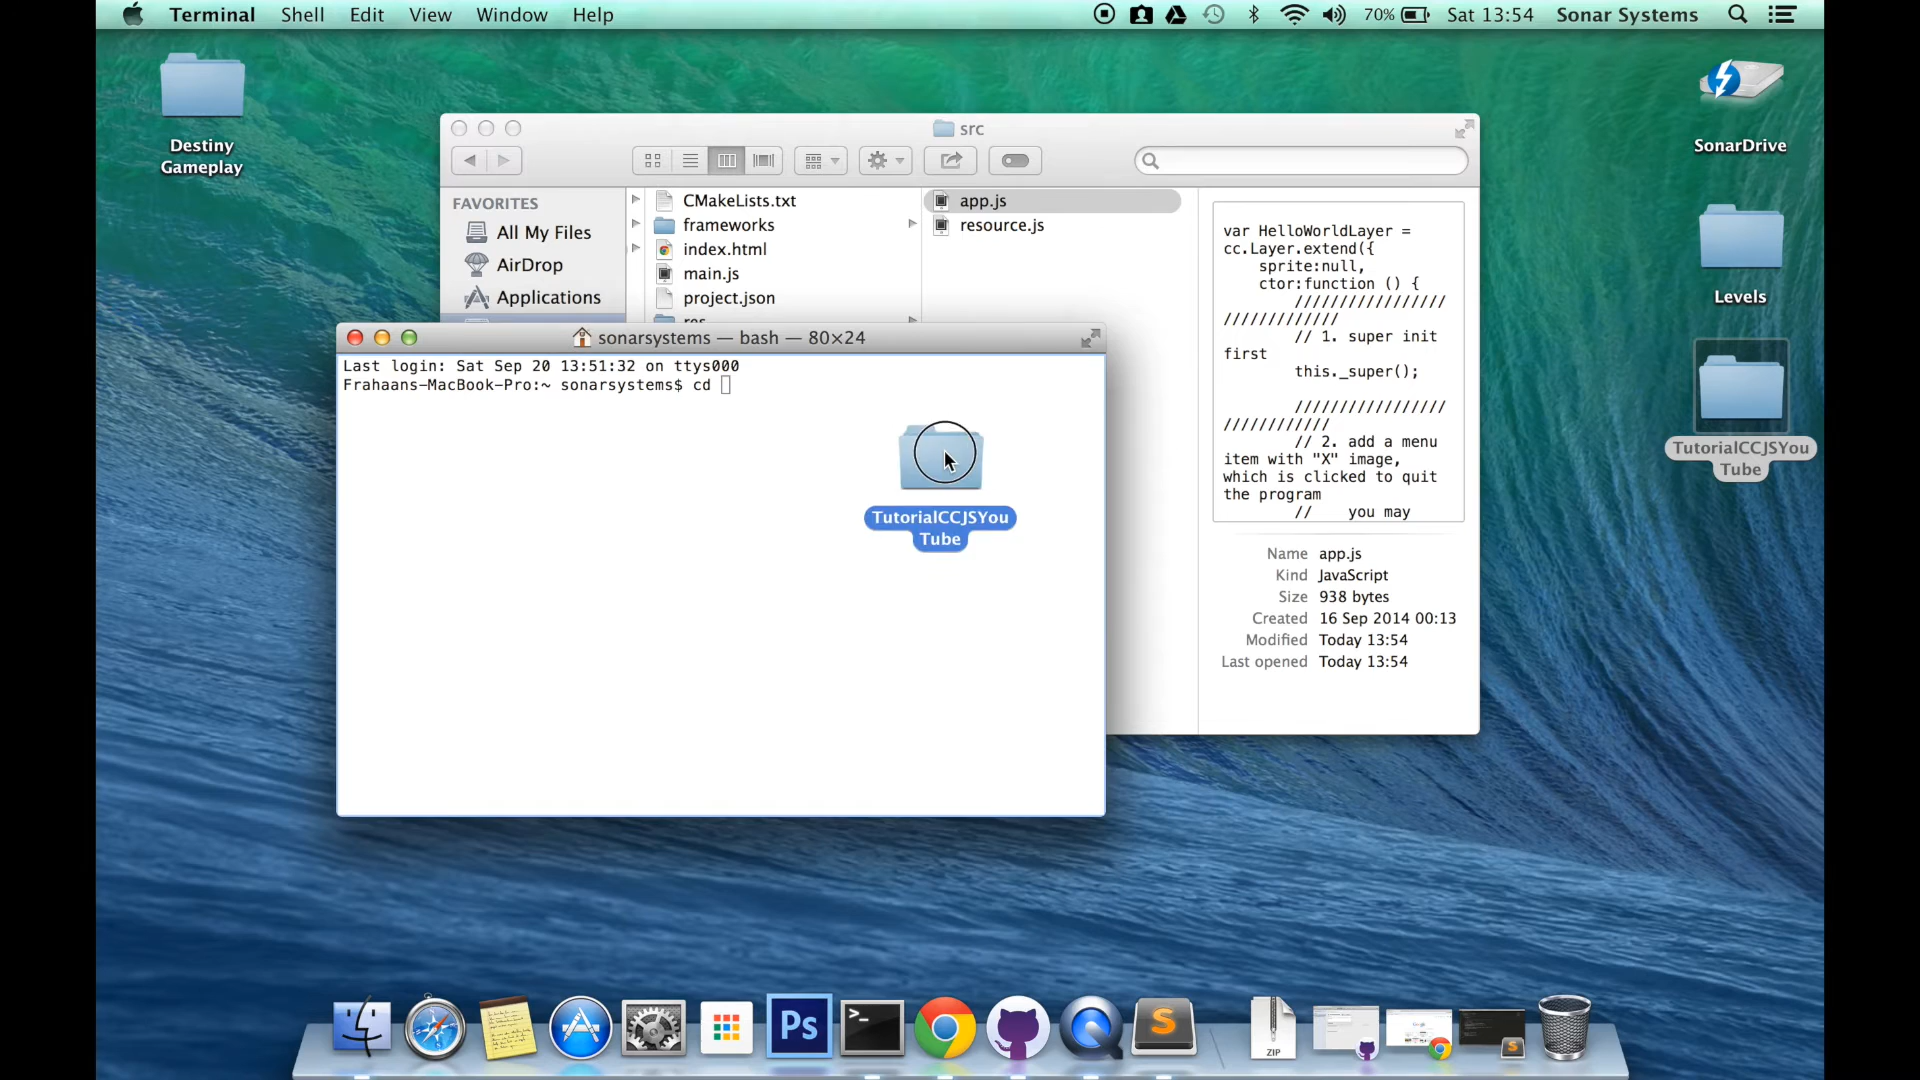 Terminal Shell Edit View Window Help 70% Sat 13:54 Sonar Systems
Destiny
Gameplay
SonarDrive
Levels
TutorialCCJSYou
Tube
src
FAVORITES
All My Files
AirDrop
Applications
CMakeLists.txt
frameworks
index.html
main.js
project.json
res
app.js
resource.js
var HelloWorldLayer =
cc.Layer.extend({
sprite:null,
ctor:function () {
/////////////////
/////////////
// 1. super init
first
this._super();
/////////////////
////////////
// 2. add a menu
item with "X" image,
which is clicked to quit
the program
// you may
Name app.js
Kind JavaScript
Size 938 bytes
Created 16 Sep 2014 00:13
Modified Today 13:54
Last opened Today 13:54
sonarsystems — bash — 80×24
Last login: Sat Sep 20 13:51:32 on ttys000
Frahaans-MacBook-Pro:~ sonarsystems$ cd
TutorialCCJSYou
Tube
Ps
>_
S
ZIP
S